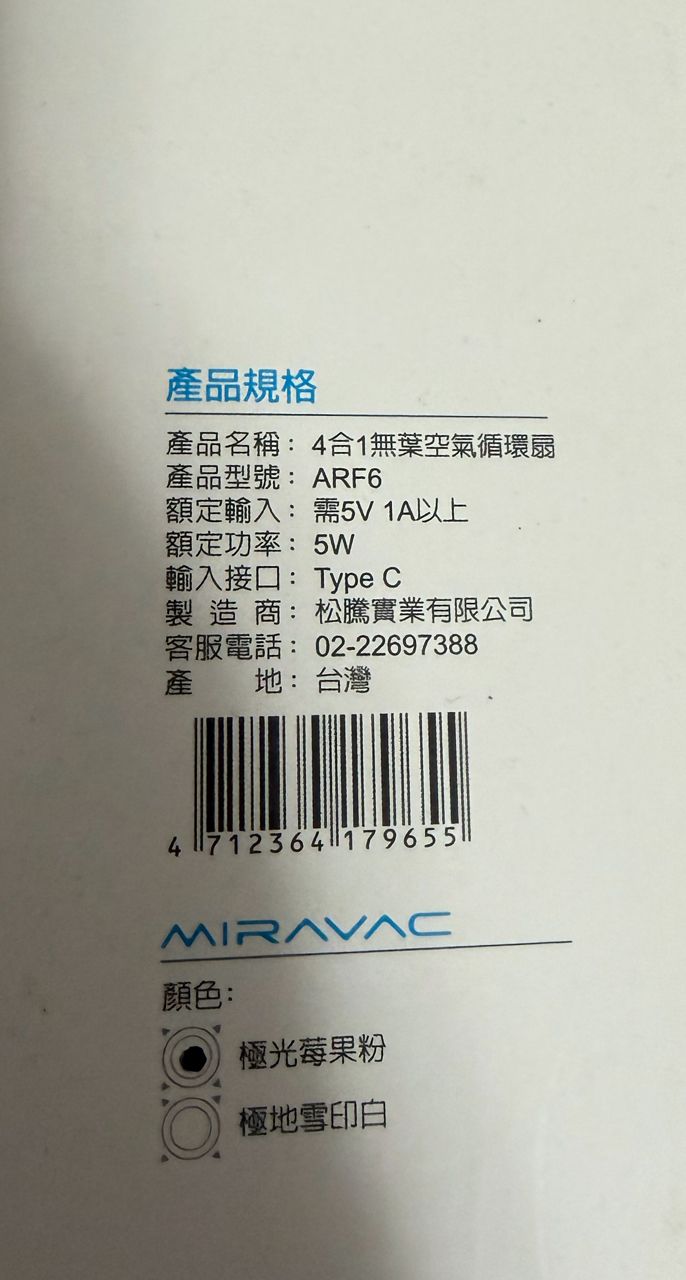 產品規格
產品名稱： 4合1無葉空氣循環扇
產品型號： ARF6
額定輸入： 需5V 1A以上
額定功率： 5W
輸入接口： Type C
製 造 商： 松騰實業有限公司
客服電話： 02-22697388
產　　地： 台灣
4 712364 179655
MIRAVAC
顏色:
極光莓果粉
極地雪印白